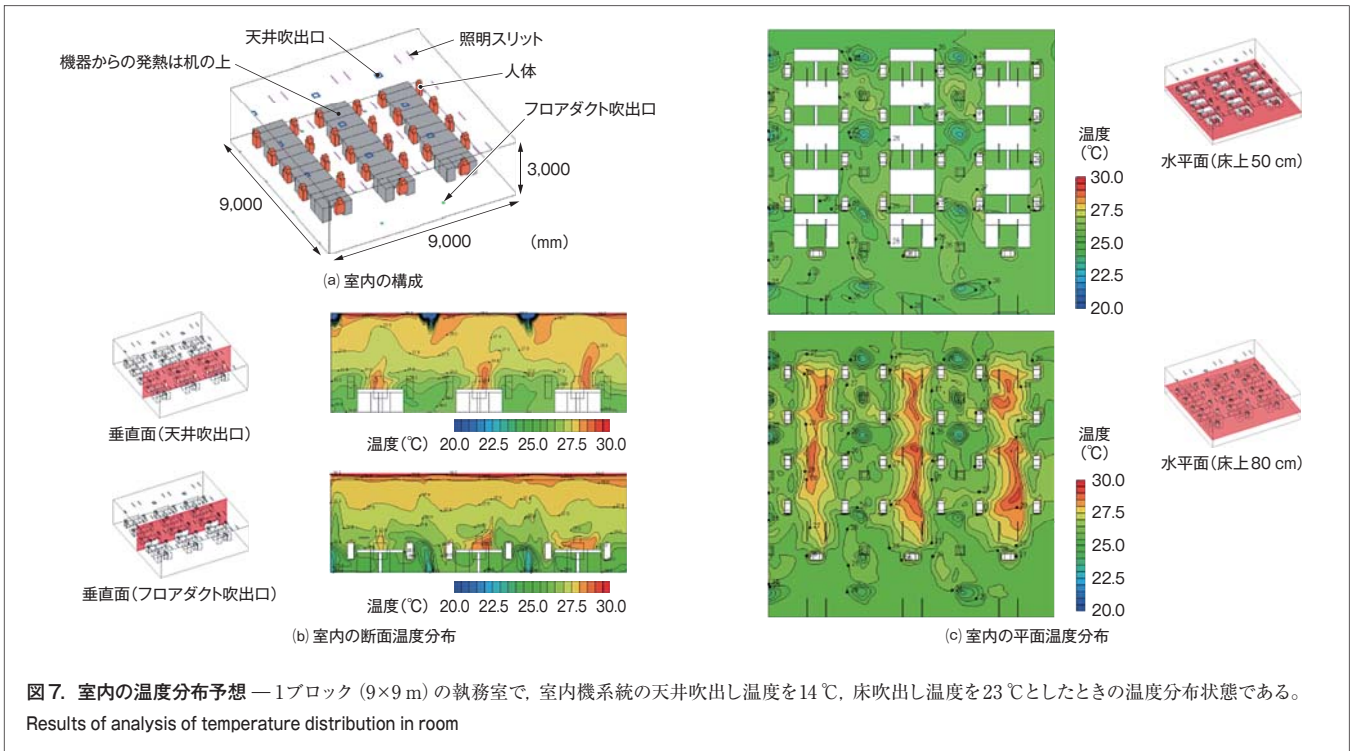 天井吹出口
照明スリット
機器からの発熱は机の上
人体
フロアダクト吹出口
3,000
9,000
9,000
(mm)
(a) 室内の構成
垂直面(天井吹出口)
温度(℃) 20.0 22.5 25.0 27.5 30.0
垂直面(フロアダクト吹出口)
温度(℃) 20.0 22.5 25.0 27.5 30.0
(b) 室内の断面温度分布
温度
(℃)
30.0
27.5
25.0
22.5
20.0
水平面(床上50 cm)
温度
(℃)
30.0
27.5
25.0
22.5
20.0
水平面(床上80 cm)
(c) 室内の平面温度分布
図7. 室内の温度分布予想 — 1ブロック (9×9 m) の執務室で, 室内機系統の天井吹出し温度を14 ℃, 床吹出し温度を23 ℃としたときの温度分布状態である。
Results of analysis of temperature distribution in room